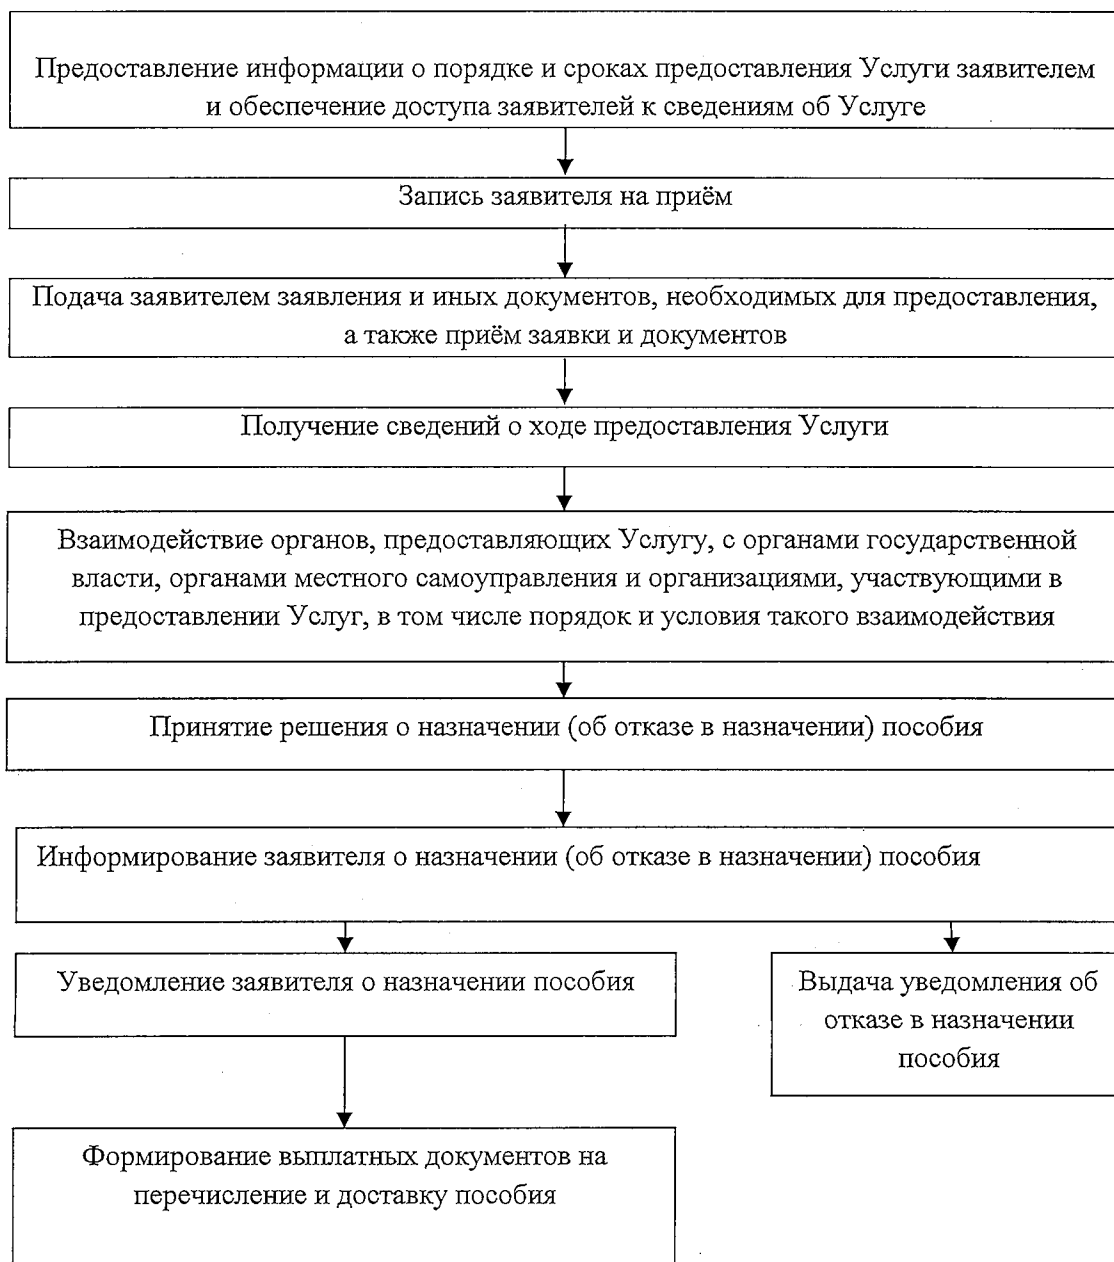 Предоставление информации о порядке и сроках предоставления Услуги заявителем
и обеспечение доступа заявителей к сведениям об Услуге
Запись заявителя на приём
Подача заявителем заявления и иных документов, необходимых для предоставления,
а также приём заявки и документов
Получение сведений о ходе предоставления Услуги
Взаимодействие органов, предоставляющих Услугу, с органами государственной
власти, органами местного самоуправления и организациями, участвующими в
предоставлении Услуг, в том числе порядок и условия такого взаимодействия
Принятие решения о назначении (об отказе в назначении) пособия
Информирование заявителя о назначении (об отказе в назначении) пособия
Уведомление заявителя о назначении пособия
Выдача уведомления об
отказе в назначении
пособия
Формирование выплатных документов на
перечисление и доставку пособия